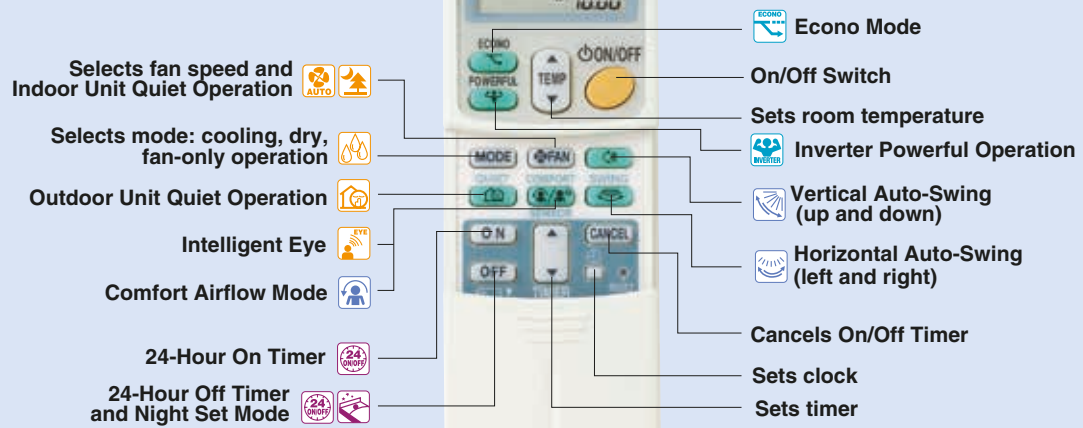 10:00
ECONO
POWERFUL
TEMP
ON/OFF
MODE
FAN
QUIET
COMFORT
SWING
SENSOR
ON
CANCEL
OFF
TIMER
Selects fan speed and
Indoor Unit Quiet Operation
AUTO
Selects mode: cooling, dry,
fan-only operation
Outdoor Unit Quiet Operation
Intelligent Eye
EYE
Comfort Airflow Mode
24-Hour On Timer
24
ON/OFF
24-Hour Off Timer
and Night Set Mode
24
ON/OFF
ECONO
Econo Mode
On/Off Switch
Sets room temperature
INVERTER
Inverter Powerful Operation
Vertical Auto-Swing
(up and down)
Horizontal Auto-Swing
(left and right)
Cancels On/Off Timer
Sets clock
Sets timer